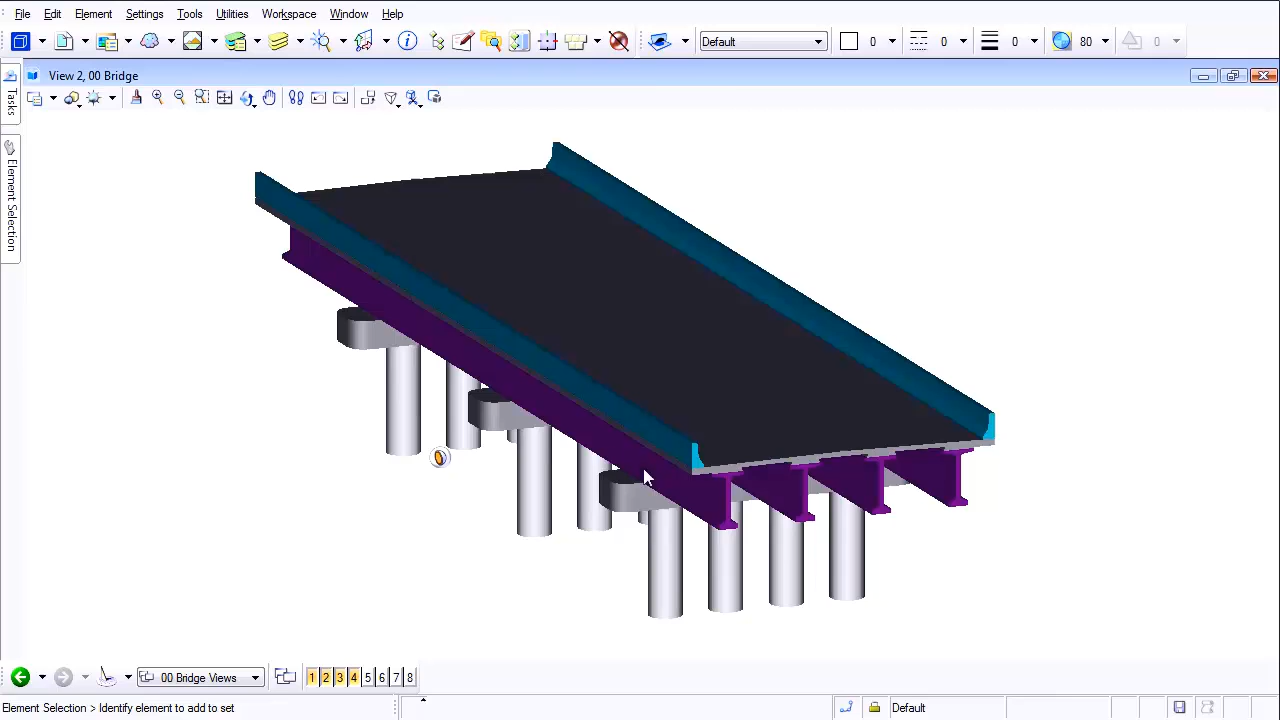 File Edit Element Settings Tools Utilities Workspace Window Help
Default 0 0 0 80 0
View 2, 00 Bridge
Tasks
Element Selection
00 Bridge Views 1 2 3 4 5 6 7 8
Element Selection > Identify element to add to set
Default